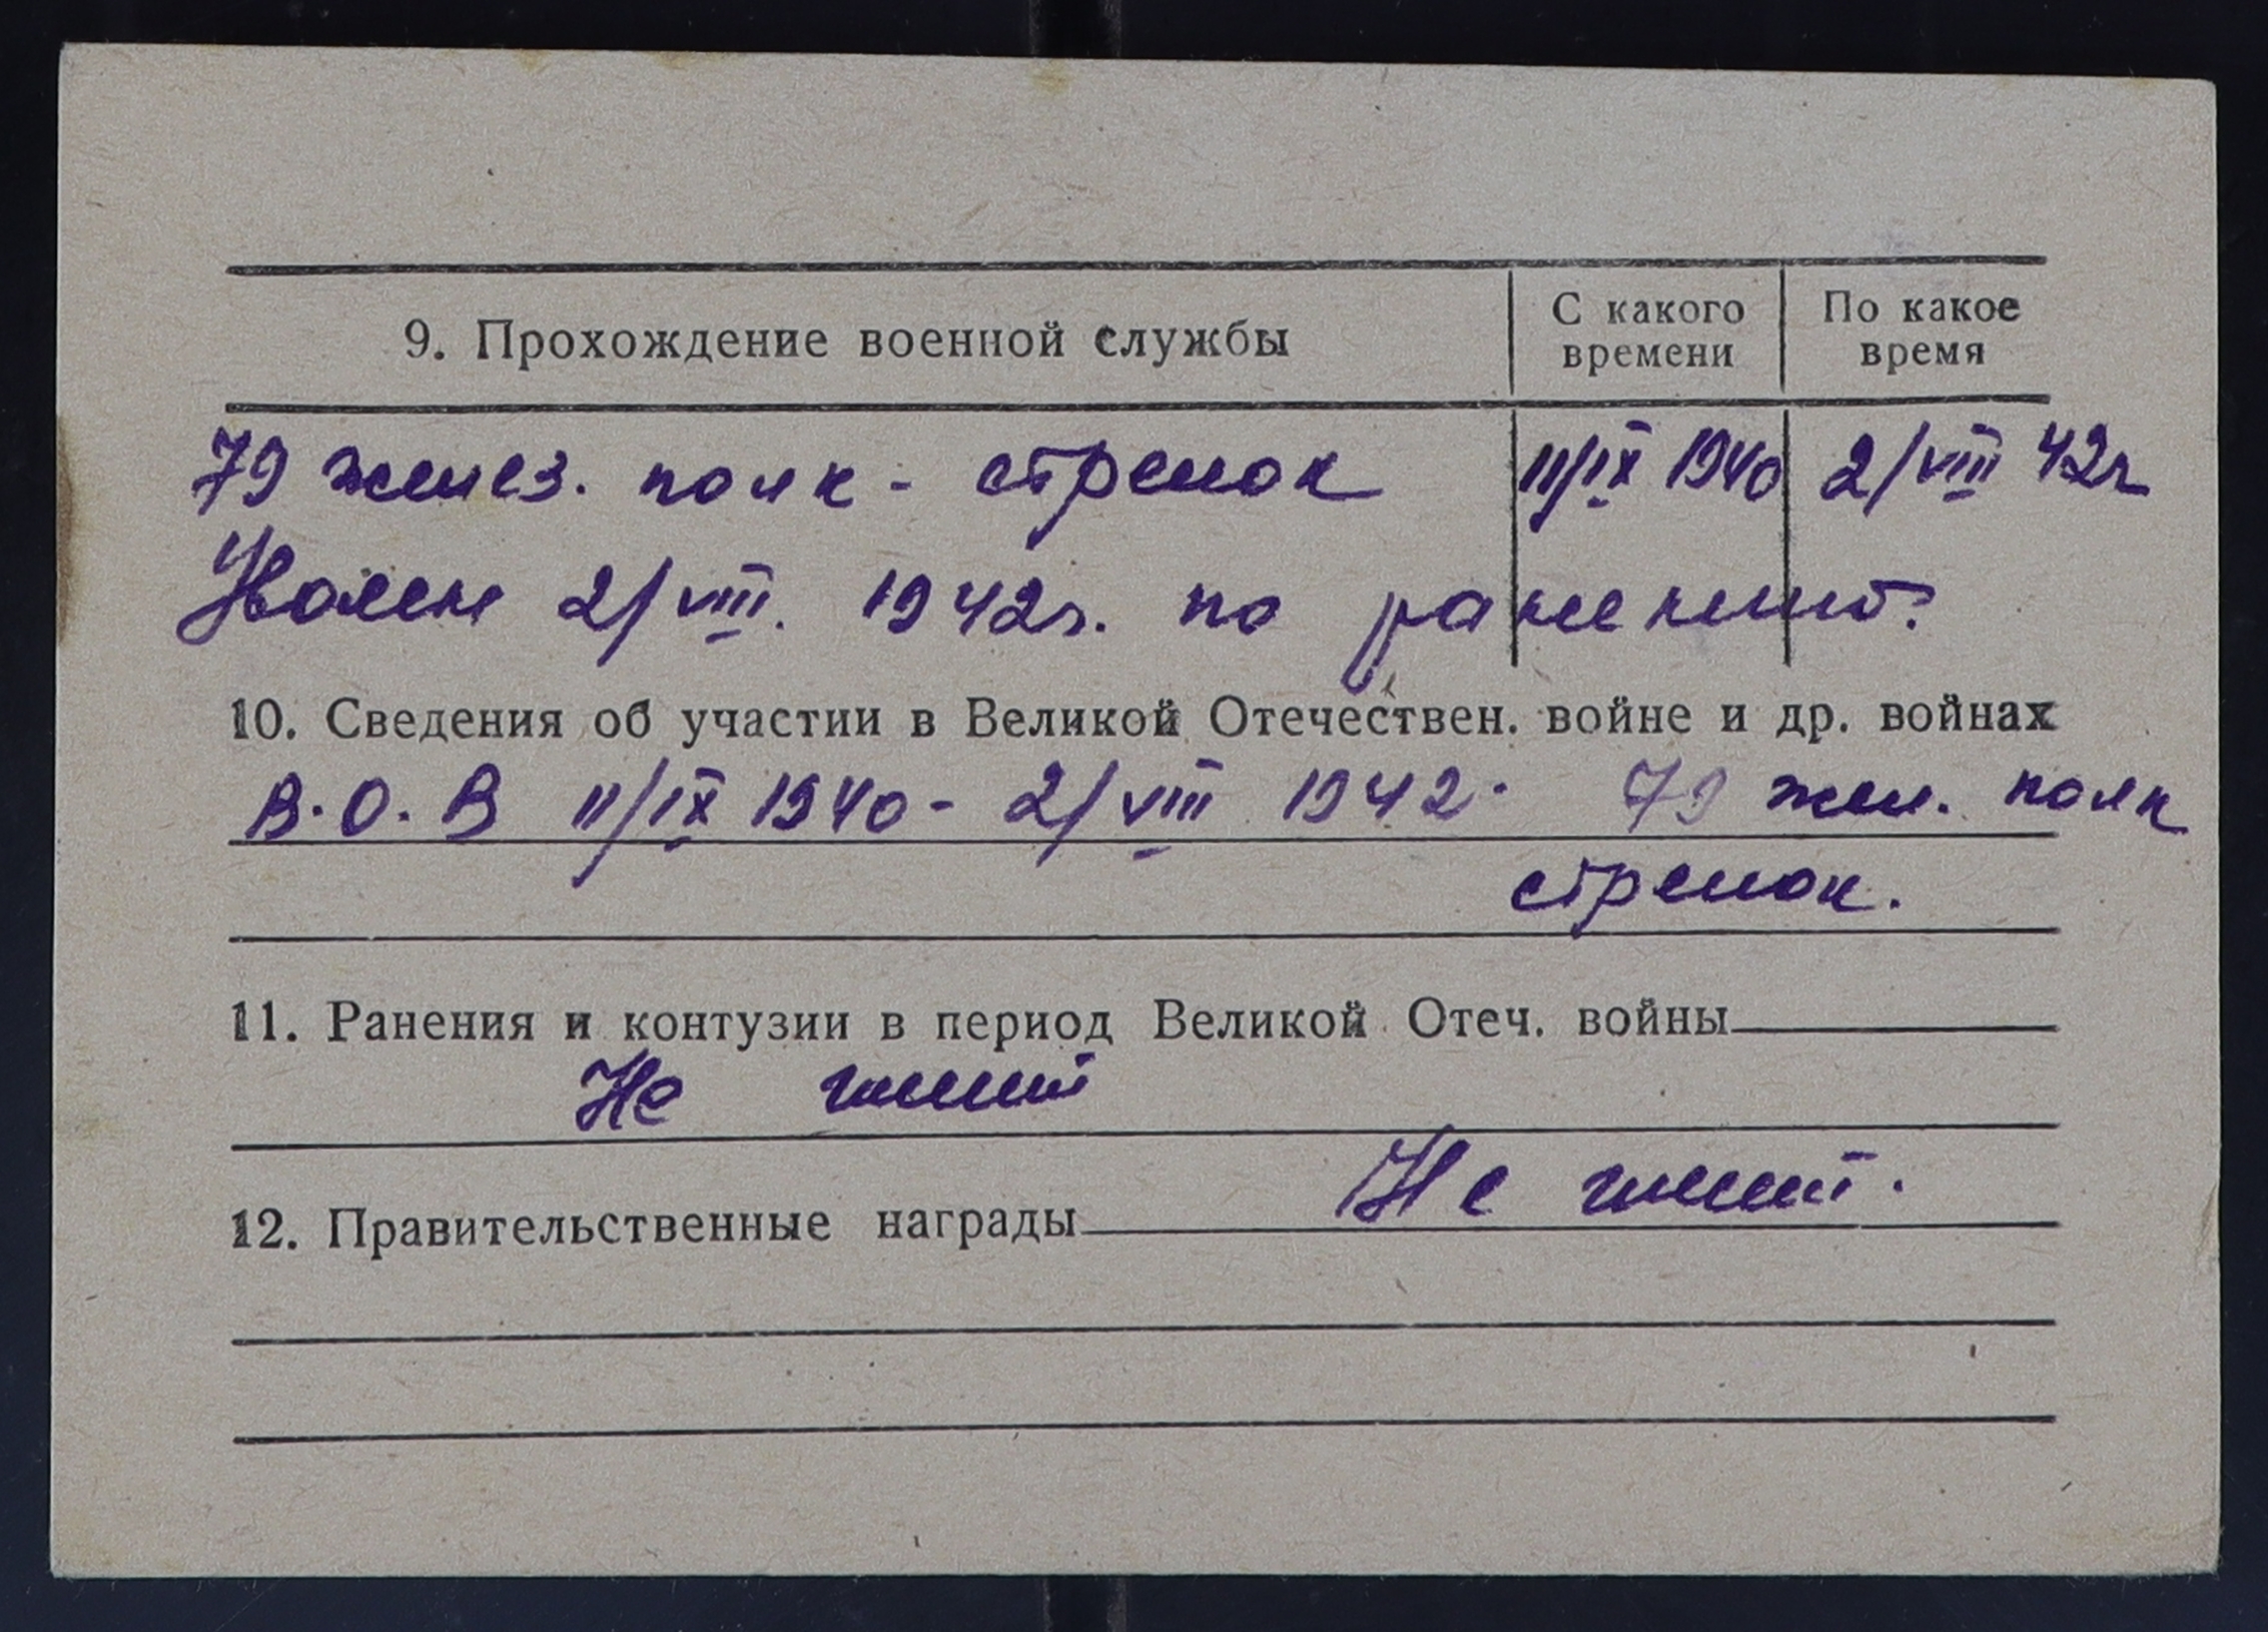 9. Прохождение военной службы
С какого времени
По какое время
79 желез. полк - стрелок 11/IX 1940 2/VIII 42г
Уволен 2/VIII. 1942г. по ранению.
10. Сведения об участии в Великой Отечествен. войне и др. войнах
В.О.В 11/IX 1940 - 2/VIII 1942. 79 жел. полк
стрелок.
11. Ранения и контузии в период Великой Отеч. войны
Не имеет
12. Правительственные награды Не имеет.